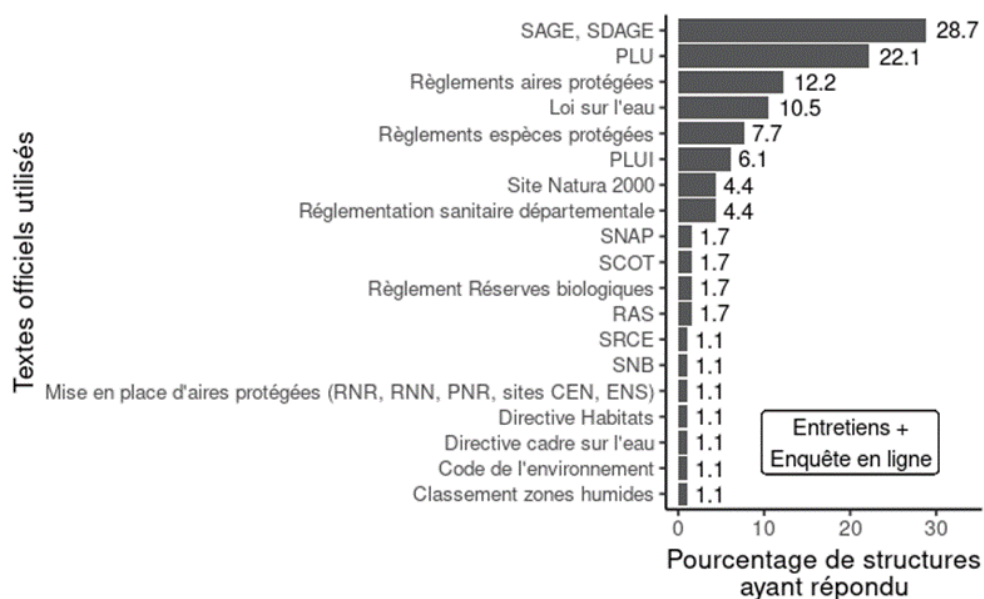 Textes officiels utilisés
SAGE, SDAGE 28.7
PLU 22.1
Règlements aires protégées 12.2
Loi sur l'eau 10.5
Règlements espèces protégées 7.7
PLUI 6.1
Site Natura 2000 4.4
Réglementation sanitaire départementale 4.4
SNAP 1.7
SCOT 1.7
Règlement Réserves biologiques 1.7
RAS 1.7
SRCE 1.1
SNB 1.1
Mise en place d'aires protégées (RNR, RNN, PNR, sites CEN, ENS) 1.1
Directive Habitats 1.1
Directive cadre sur l'eau 1.1
Code de l'environnement 1.1
Classement zones humides 1.1
Entretiens +
Enquête en ligne
0 10 20 30
Pourcentage de structures
ayant répondu